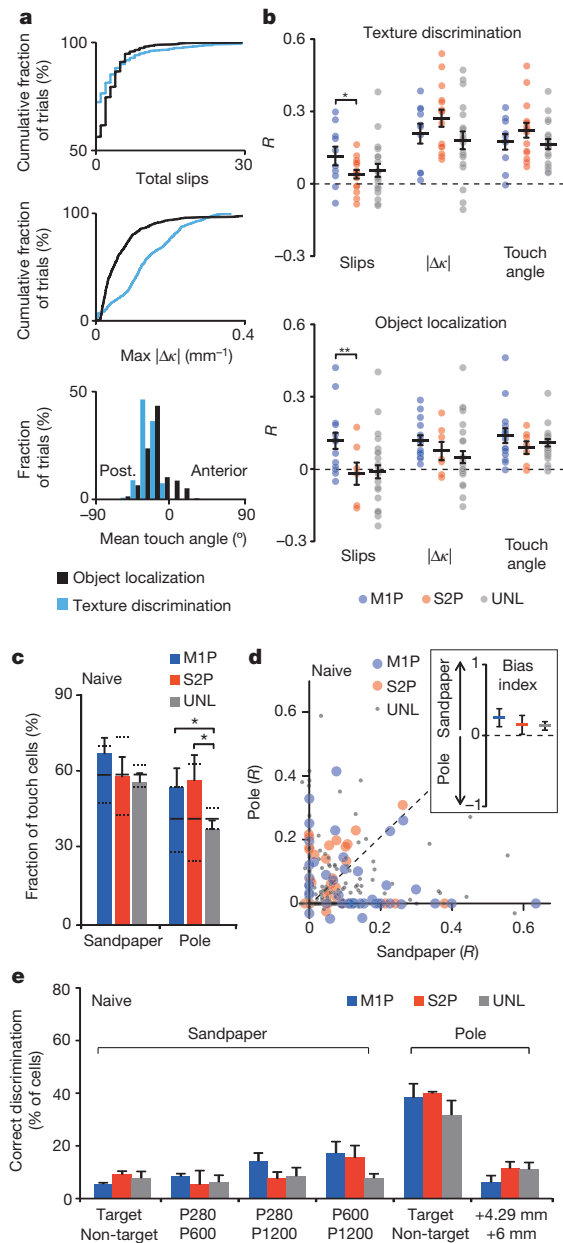 a
Cumulative fraction
of trials (%)
100
50
0
30
Total slips
Cumulative fraction
of trials (%)
100
0
0
0.4
Max |Δκ| (mm⁻¹)
Fraction
of trials (%)
50
0
Post.
Anterior
−90
0
90
Mean touch angle (º)
Object localization
Texture discrimination
b
Texture discrimination
R
0.6
0.3
0
−0.3
*
Slips
|Δκ|
Touch
angle
Object localization
R
0.6
0.3
0
−0.3
**
Slips
|Δκ|
Touch
angle
M1P
S2P
UNL
c
Naive
M1P
S2P
UNL
Fraction of touch cells (%)
90
60
30
0
*
*
Sandpaper
Pole
d
Naive
M1P
S2P
UNL
Pole (R)
0.6
0.4
0.2
0
0
0.2
0.4
0.6
Sandpaper (R)
Sandpaper
Pole
1
0
−1
Bias
index
e
Naive
M1P
S2P
UNL
Correct discriminatiom
(% of cells)
80
60
40
20
0
Sandpaper
Pole
Target
Non-target
P280
P600
P280
P1200
P600
P1200
Target
Non-target
+4.29 mm
+6 mm